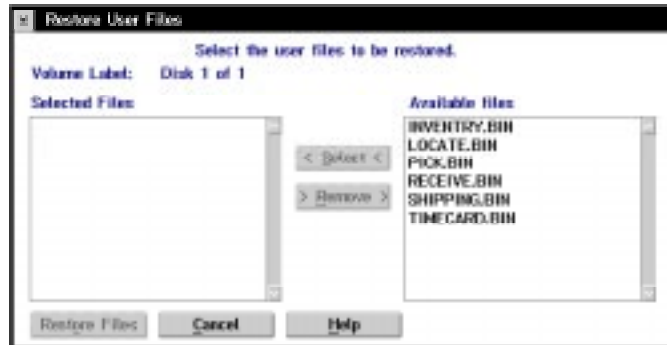 Restore User Files
Select the user files to be restored.
Volume Label: Disk 1 of 1
Selected Files
Available files
< Select <
> Remove >
INVENTRY.BIN
LOCATE.BIN
PICK.BIN
RECEIVE.BIN
SHIPPING.BIN
TIMECARD.BIN
Restore Files
Cancel
Help